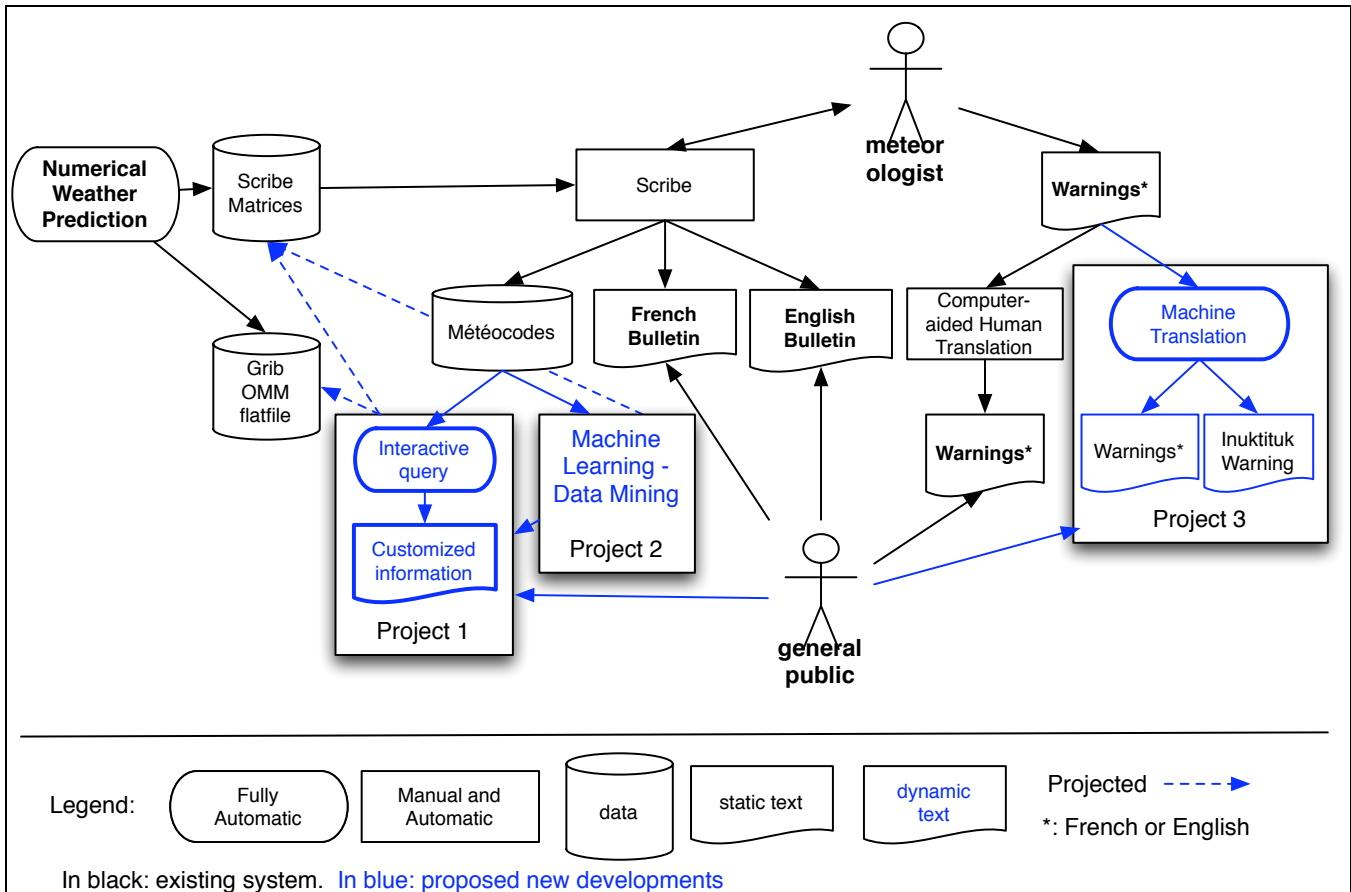 meteor
ologist
Numerical
Weather
Prediction
Scribe
Matrices
Scribe
Warnings*
Météocodes
French
Bulletin
English
Bulletin
Computer-
aided Human
Translation
Machine
Translation
Grib
OMM
flatfile
Interactive
query
Customized
information
Project 1
Machine
Learning -
Data Mining
Project 2
Warnings*
Warnings*
Inuktituk
Warning
Project 3
general
public
Legend:
Fully
Automatic
Manual and
Automatic
data
static text
dynamic
text
Projected
*: French or English
In black: existing system. In blue: proposed new developments